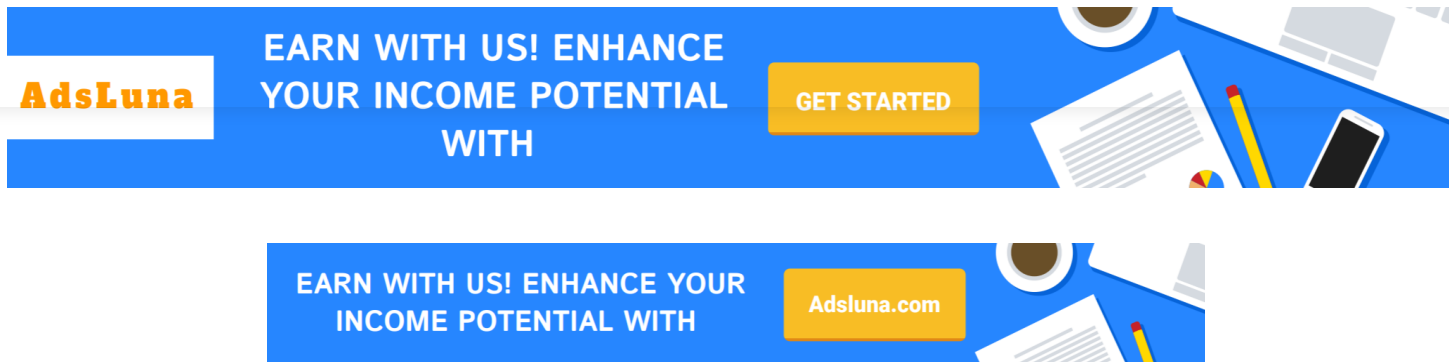 AdsLuna
EARN WITH US! ENHANCE
YOUR INCOME POTENTIAL
WITH
GET STARTED
EARN WITH US! ENHANCE YOUR
INCOME POTENTIAL WITH
Adsluna.com